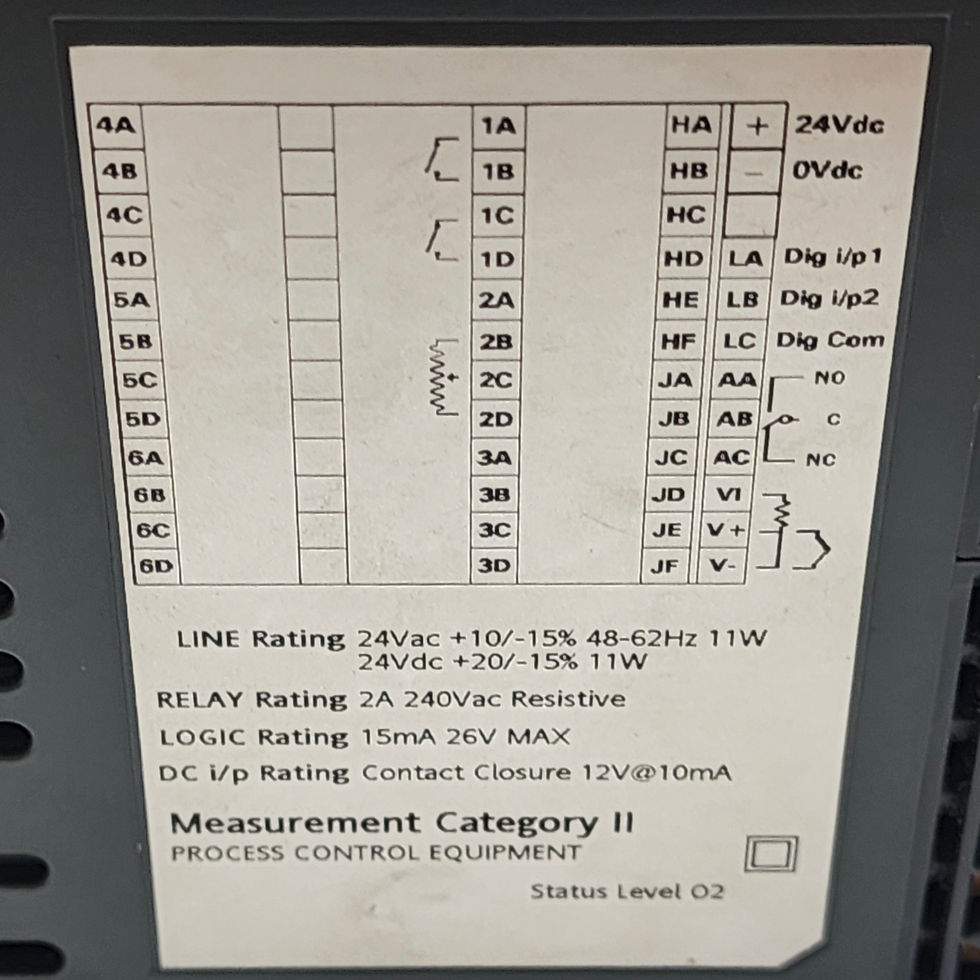 4A 1A HA + 24Vdc
4B 1B HB − 0Vdc
4C 1C HC
4D 1D HD LA Dig i/p1
5A 2A HE LB Dig i/p2
5B 2B HF LC Dig Com
5C 2C JA AA NO
5D 2D JB AB C
6A 3A JC AC NC
6B 3B JD VI
6C 3C JE V+
6D 3D JF V-
LINE Rating 24Vac +10/-15% 48-62Hz 11W
24Vdc +20/-15% 11W
RELAY Rating 2A 240Vac Resistive
LOGIC Rating 15mA 26V MAX
DC i/p Rating Contact Closure 12V@10mA
Measurement Category II
PROCESS CONTROL EQUIPMENT
Status Level O2